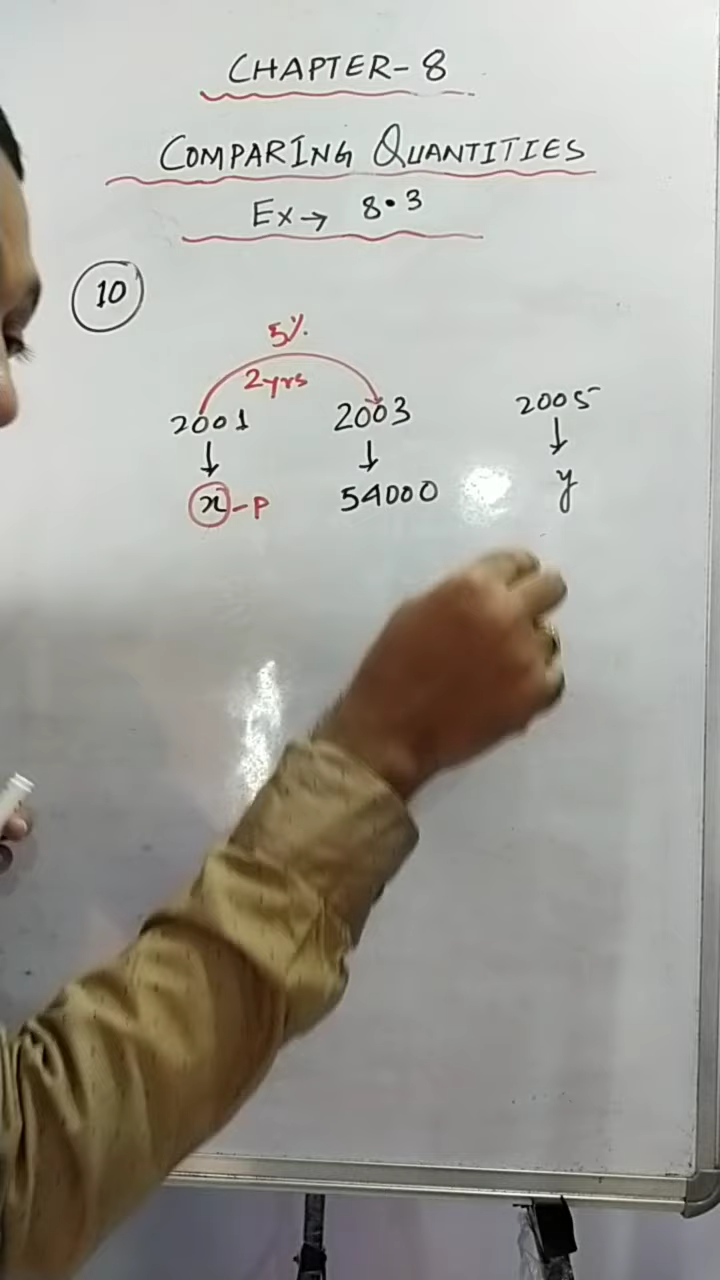 CHAPTER-8
COMPARING QUANTITIES
Ex→ 8.3
10
5%
2yrs
2001 2003 2005
↓ ↓ ↓
x-P 54000 y